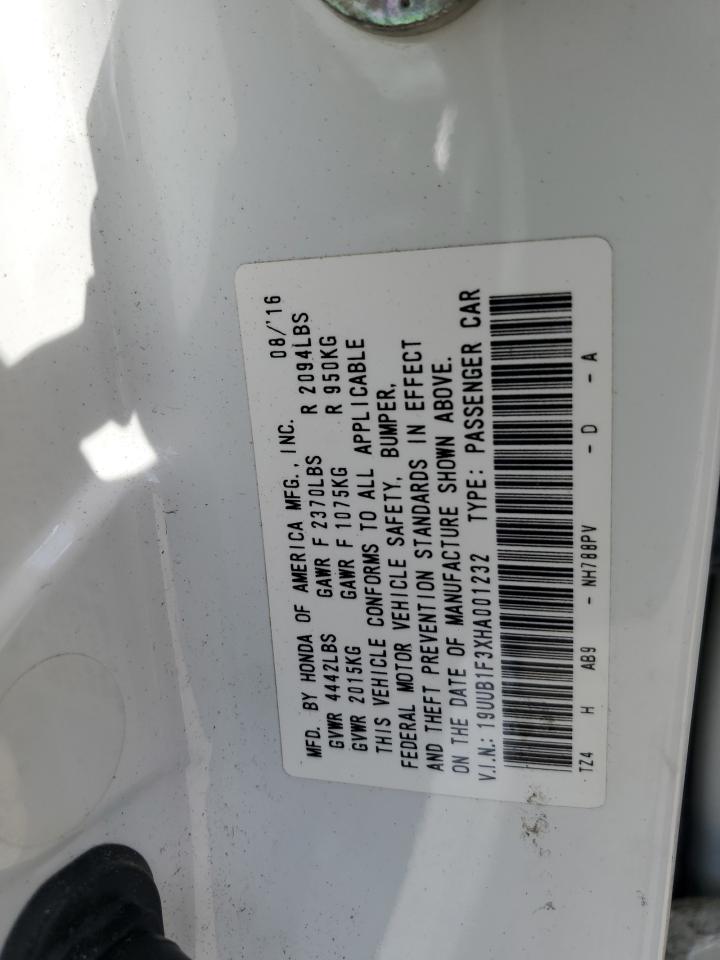 MFD. BY HONDA OF AMERICA MFG., INC. 08/'16
GVWR 4442LBS GAWR F 2370LBS R 2094LBS
GVWR 2015KG GAWR F 1075KG R 950KG
THIS VEHICLE CONFORMS TO ALL APPLICABLE
FEDERAL MOTOR VEHICLE SAFETY, BUMPER,
AND THEFT PREVENTION STANDARDS IN EFFECT
ON THE DATE OF MANUFACTURE SHOWN ABOVE.
V.I.N.: 19UUB1F3XHA001232 TYPE: PASSENGER CAR
TZ4 H AB9 - NH788PV - D - A